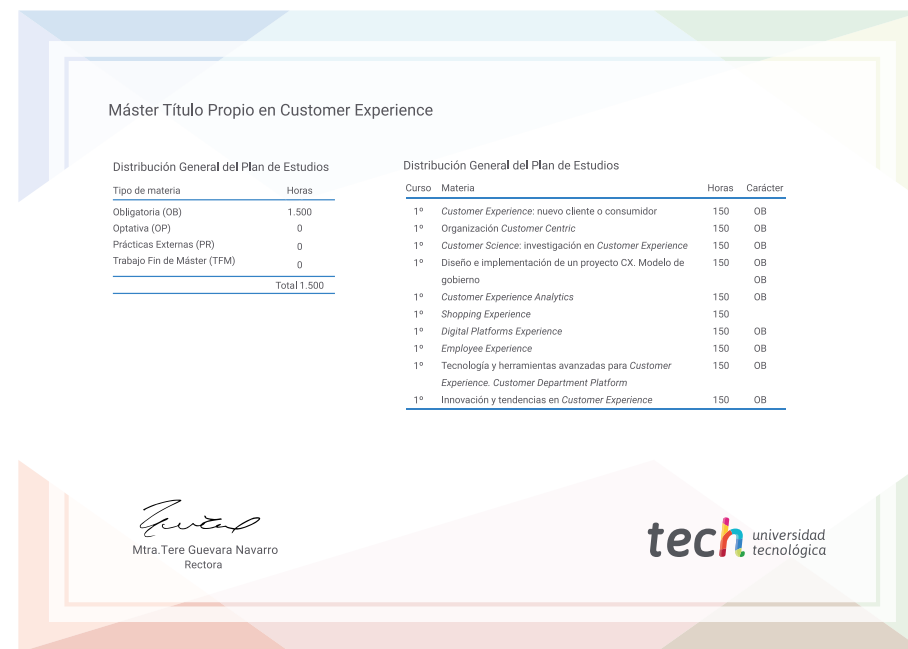 Máster Título Propio en Customer Experience
Distribución General del Plan de Estudios
Tipo de materia Horas
Obligatoria (OB) 1.500
Optativa (OP) 0
Prácticas Externas (PR) 0
Trabajo Fin de Máster (TFM) 0
Total 1.500
Distribución General del Plan de Estudios
Curso Materia Horas Carácter
1º Customer Experience: nuevo cliente o consumidor 150 OB
1º Organización Customer Centric 150 OB
1º Customer Science: investigación en Customer Experience 150 OB
1º Diseño e implementación de un proyecto CX. Modelo de 150 OB
gobierno OB
1º Customer Experience Analytics 150 OB
1º Shopping Experience 150
1º Digital Platforms Experience 150 OB
1º Employee Experience 150 OB
1º Tecnología y herramientas avanzadas para Customer 150 OB
Experience. Customer Department Platform
1º Innovación y tendencias en Customer Experience 150 OB
Mtra.Tere Guevara Navarro
Rectora
tech universidad
tecnológica